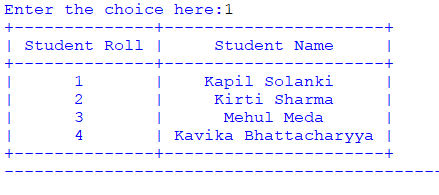 Enter the choice here:1
+--------------+----------------------+
| Student Roll |     Student Name     |
+--------------+----------------------+
|      1       |    Kapil Solanki     |
|      2       |     Kirti Sharma     |
|      3       |      Mehul Meda      |
|      4       | Kavika Bhattacharyya |
+--------------+----------------------+
--------------------------------------------